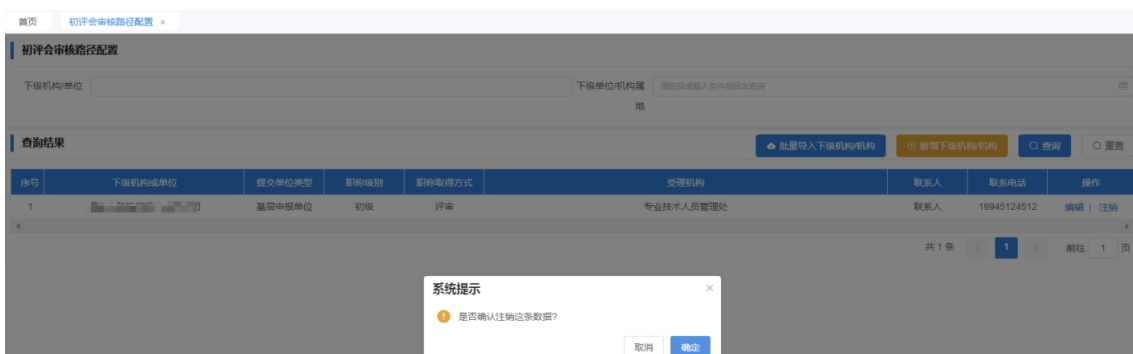 首页 初评会审核路径配置 ×
初评会审核路径配置
下级机构/单位 下级单位/机构属地 请选择或输入条件按回车查询
查询结果 批量导入下级机构/机构 新增下级机构/机构 查询 重置
序号 下级机构或单位 提交单位类型 职称级别 职称取得方式 受理机构 联系人 联系电话 操作
1 基层申报单位 初级 评审 专业技术人员管理处 联系人 18945124512 编辑 | 注销
共 1 条 1 前往 1 页
系统提示 ×
是否确认注销这条数据?
取消 确定